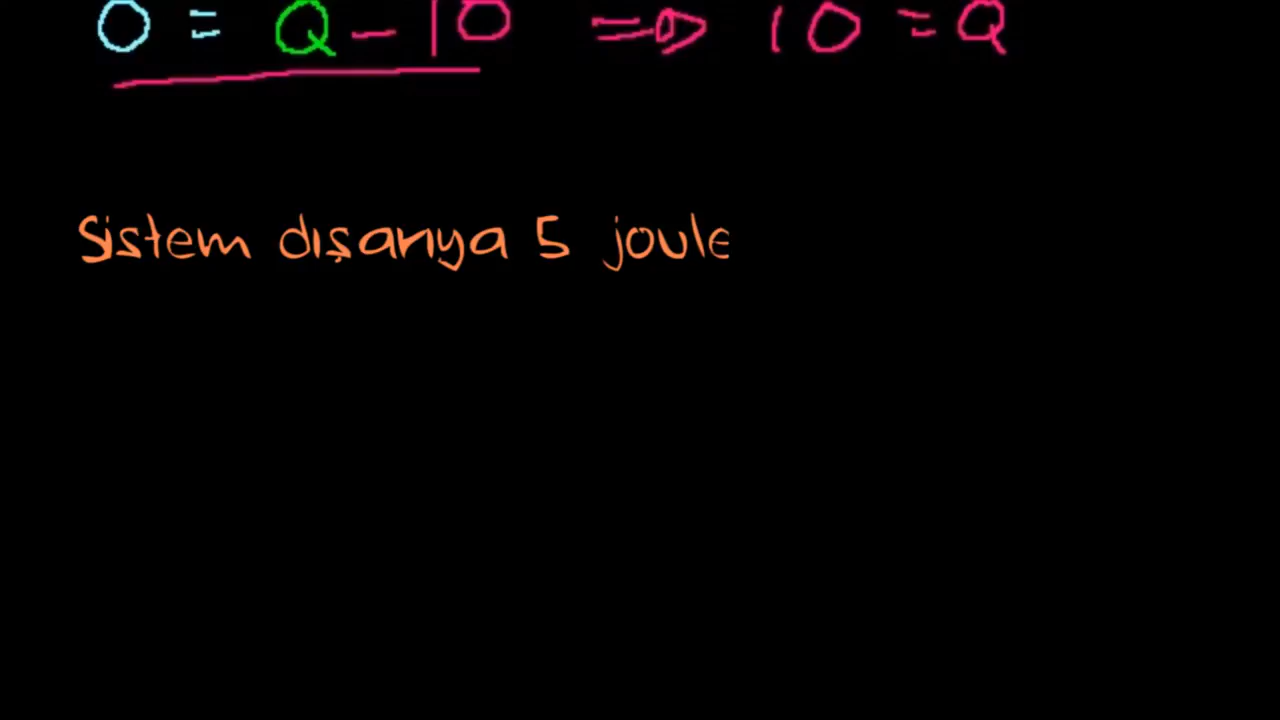 0 = Q - 10 => 10 = Q
Sistem dışarıya 5 joule